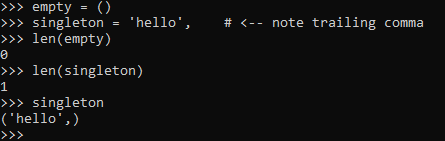 >>> empty = ()
>>> singleton = 'hello',    # <-- note trailing comma
>>> len(empty)
0
>>> len(singleton)
1
>>> singleton
('hello',)
>>>